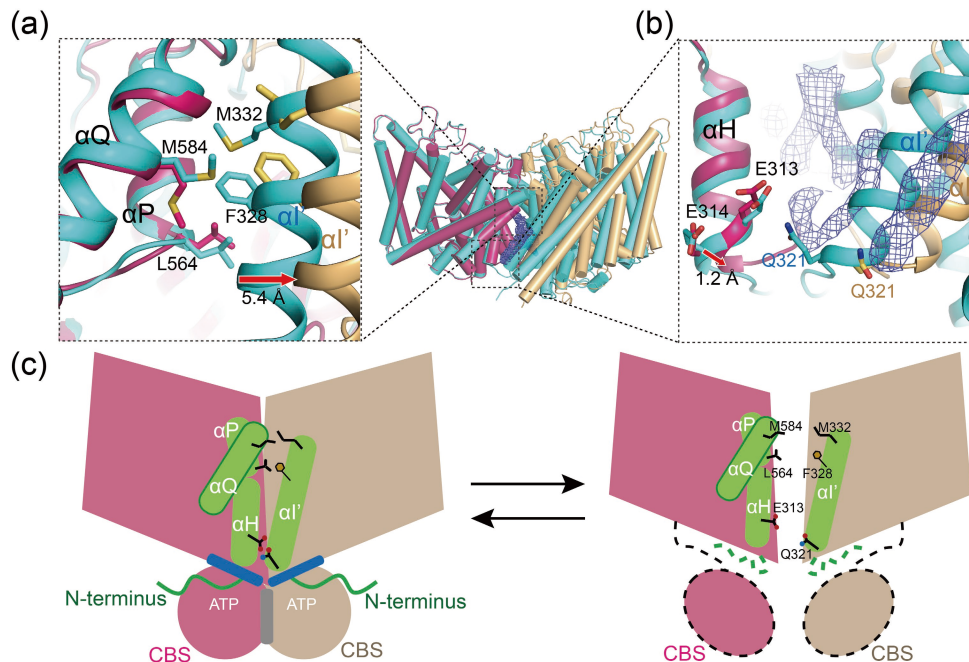 (a)
αQ
M332
M584
αP
F328
αI
αI’
L564
5.4 Å
(b)
αH
αI’
E313
E314
1.2 Å
Q321
Q321
(c)
αP
αQ
αH
αI’
N-terminus
ATP
ATP
N-terminus
CBS
CBS
αP
M584
M332
αQ
L564
F328
αH
E313
αI’
Q321
CBS
CBS